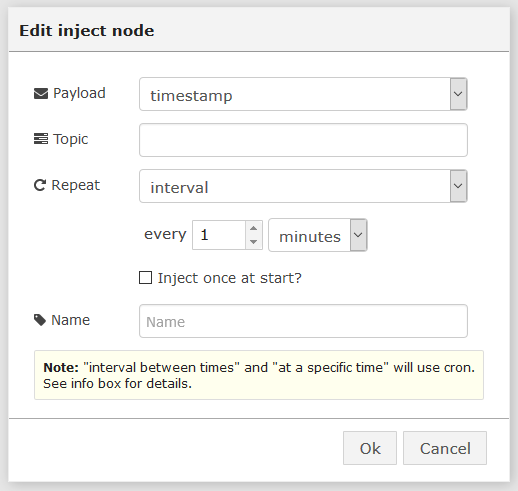 Edit inject node
Payload timestamp
Topic
Repeat interval
every 1 minutes
Inject once at start?
Name Name
Note: "interval between times" and "at a specific time" will use cron.
See info box for details.
Ok Cancel